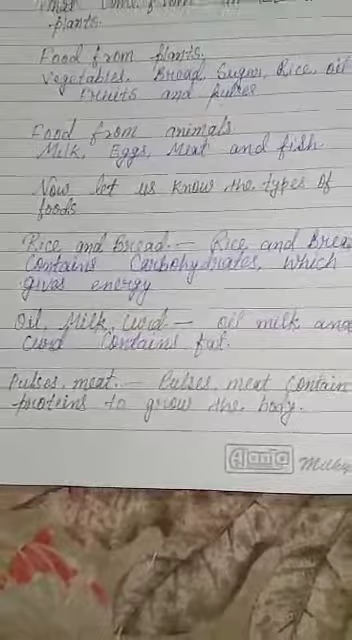 plants.
Food from plants.
Vegetables, Bread, Sugar, Rice, oil
Fruits and pulses
Food from animals
Milk, Eggs, Meat and fish
Now let us know the types of
foods
Rice and Bread. — Rice and Brea
contains Carbohydrates, which
gives energy
Oil, Milk, Curd — oil milk and
curd contains fat.
Pulses, meat. — Pulses, meat contain
proteins to grow the body.
Milky